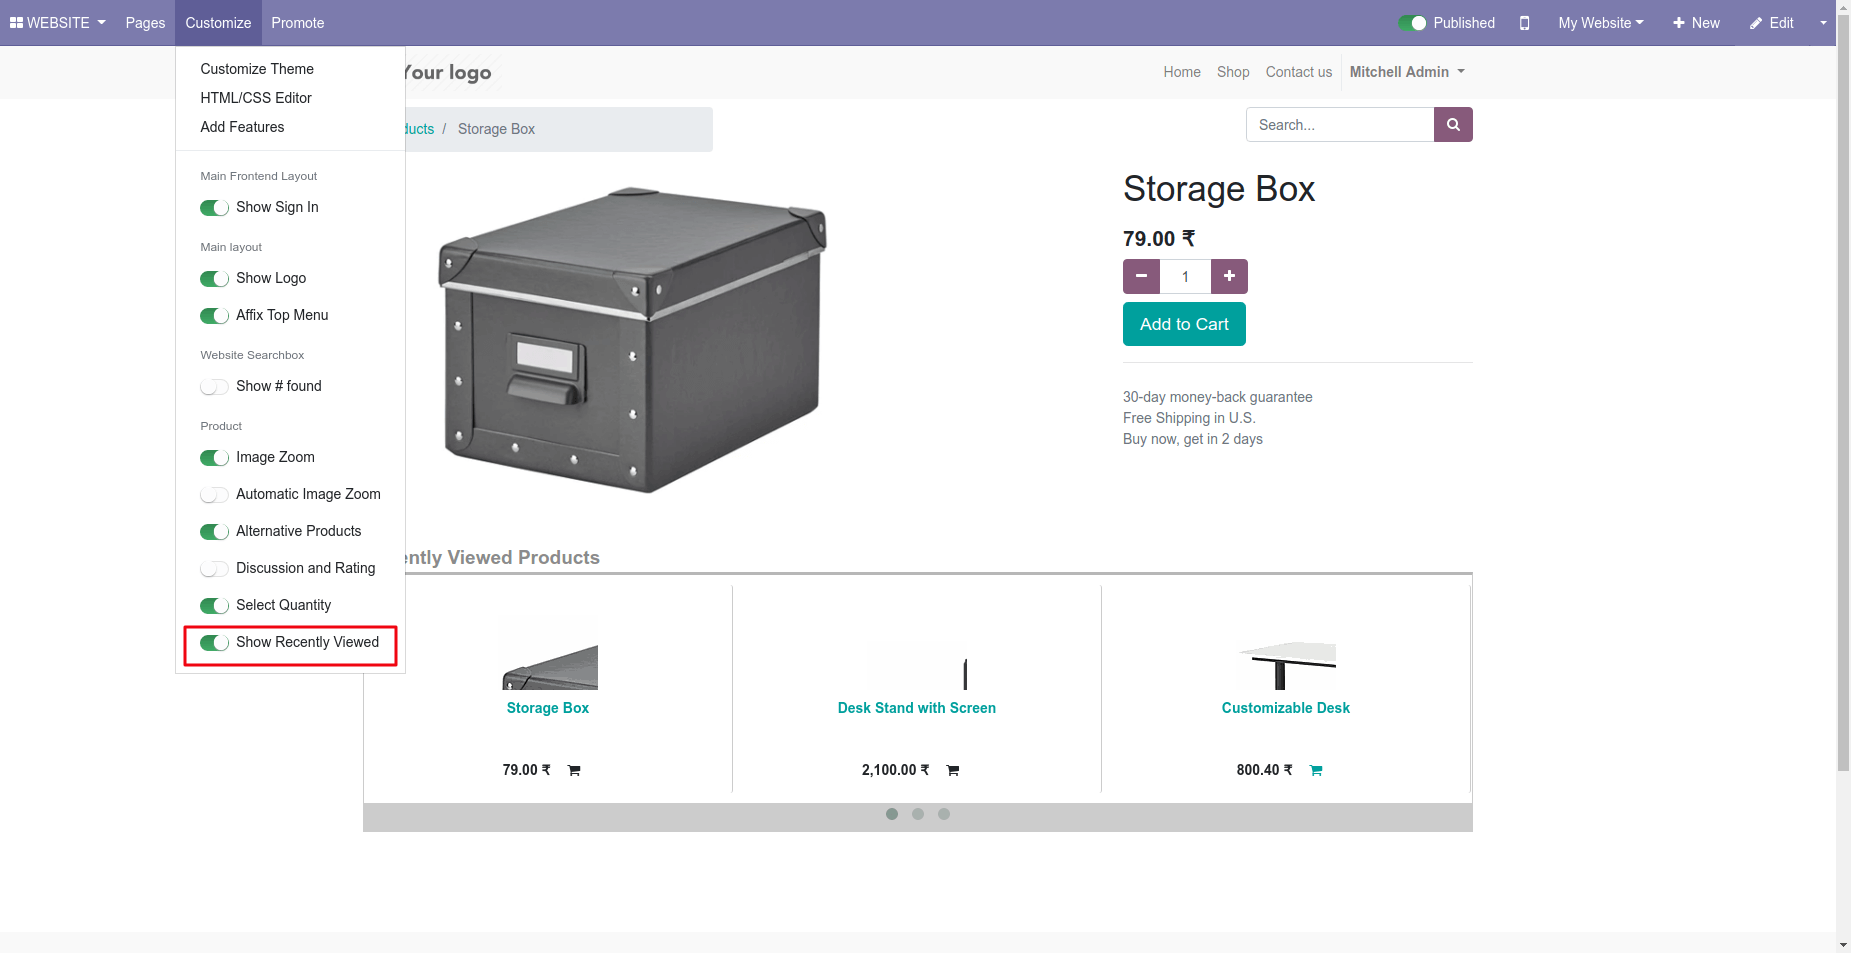 WEBSITE Pages Customize Promote Published My Website New Edit
Customize Theme
HTML/CSS Editor
Add Features
Main Frontend Layout
Show Sign In
Main layout
Show Logo
Affix Top Menu
Website Searchbox
Show # found
Product
Image Zoom
Automatic Image Zoom
Alternative Products
Discussion and Rating
Select Quantity
Show Recently Viewed
Your logo
Home Shop Contact us Mitchell Admin
ducts / Storage Box
Search...
Storage Box
79.00 ₹
1
Add to Cart
30-day money-back guarantee
Free Shipping in U.S.
Buy now, get in 2 days
ently Viewed Products
Storage Box
79.00 ₹
Desk Stand with Screen
2,100.00 ₹
Customizable Desk
800.40 ₹